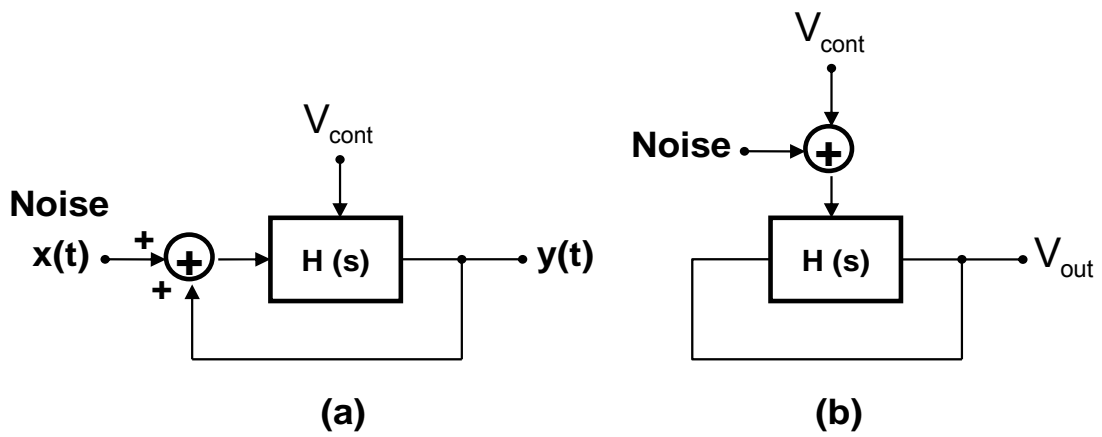 V_cont
Noise
x(t)
+
+
+
H (s)
y(t)
(a)
V_cont
Noise
+
H (s)
V_out
(b)